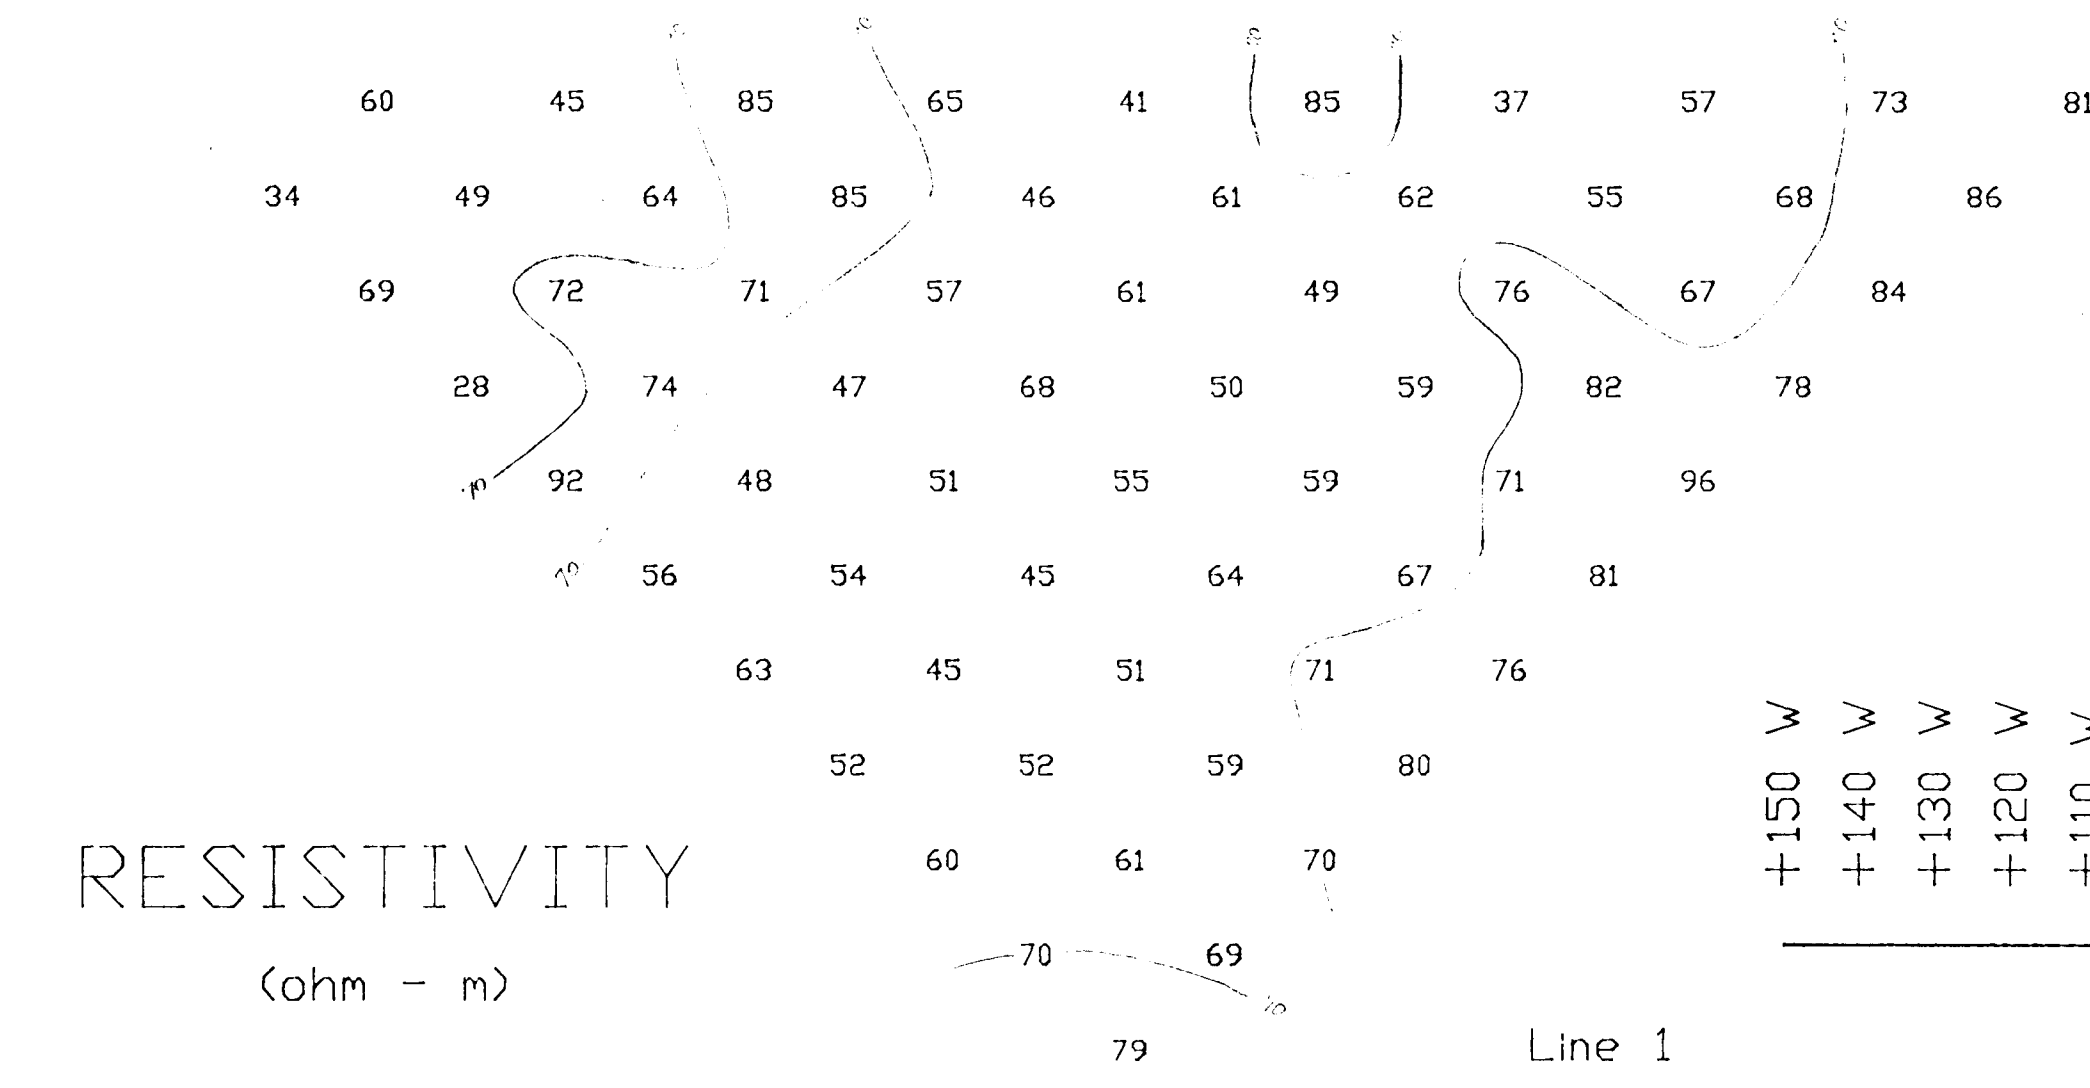 60 45 85 65 41 85 37 57 73 81
34 49 64 85 46 61 62 55 68 86
69 72 71 57 61 49 76 67 84
28 74 47 68 50 59 82 78
92 48 51 55 59 71 96
70 56 54 45 64 67 81
63 45 51 71 76
52 52 59 80
60 61 70
70 69
70
79
RESISTIVITY
(ohm - m)
Line 1
+150 W
+140 W
+130 W
+120 W
+110 W